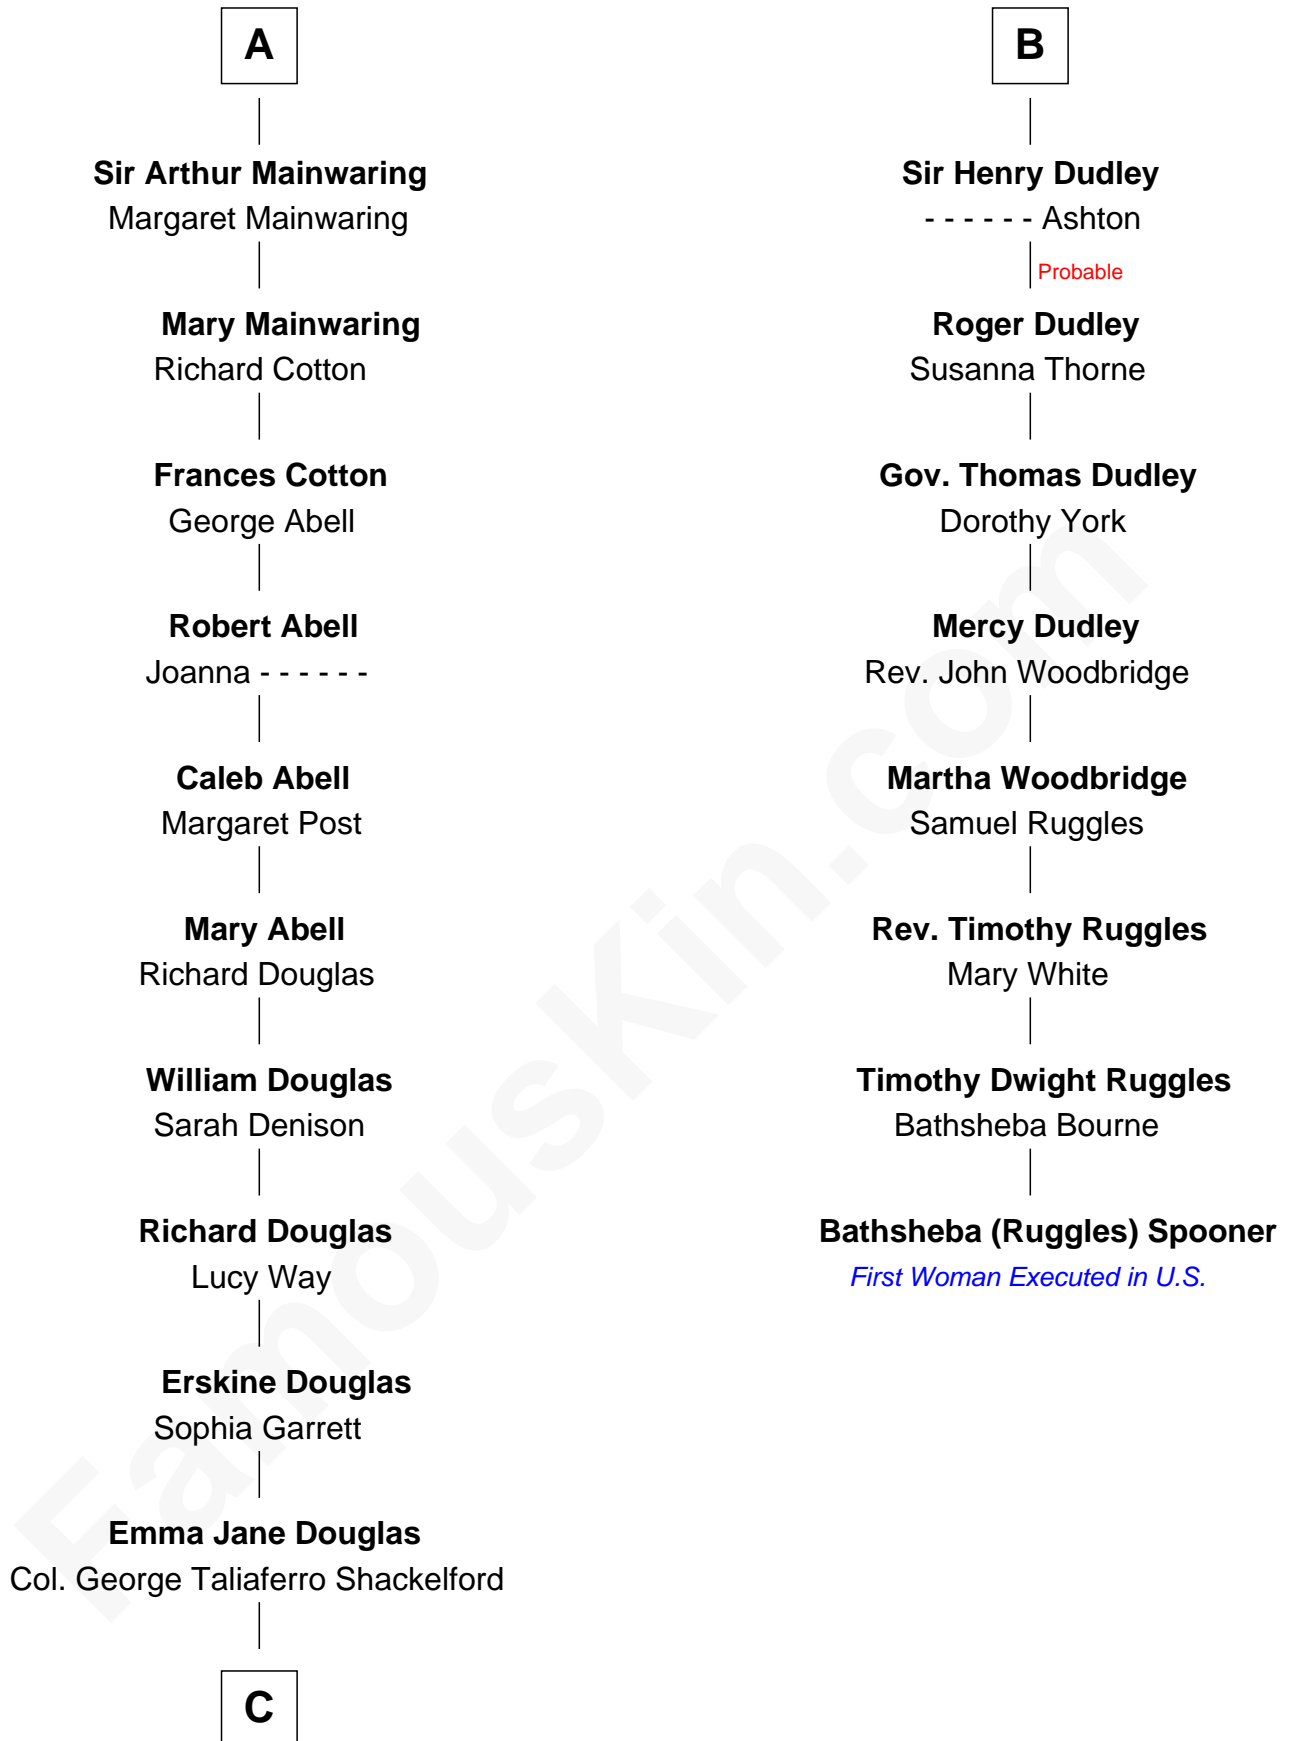 A
Sir Arthur Mainwaring
Margaret Mainwaring
Mary Mainwaring
Richard Cotton
Frances Cotton
George Abell
Robert Abell
Joanna - - - - - -
Caleb Abell
Margaret Post
Mary Abell
Richard Douglas
William Douglas
Sarah Denison
Richard Douglas
Lucy Way
Erskine Douglas
Sophia Garrett
Emma Jane Douglas
Col. George Taliaferro Shackelford
C
B
Sir Henry Dudley
- - - - - - Ashton
Probable
Roger Dudley
Susanna Thorne
Gov. Thomas Dudley
Dorothy York
Mercy Dudley
Rev. John Woodbridge
Martha Woodbridge
Samuel Ruggles
Rev. Timothy Ruggles
Mary White
Timothy Dwight Ruggles
Bathsheba Bourne
Bathsheba (Ruggles) Spooner
First Woman Executed in U.S.
FamousKin.com